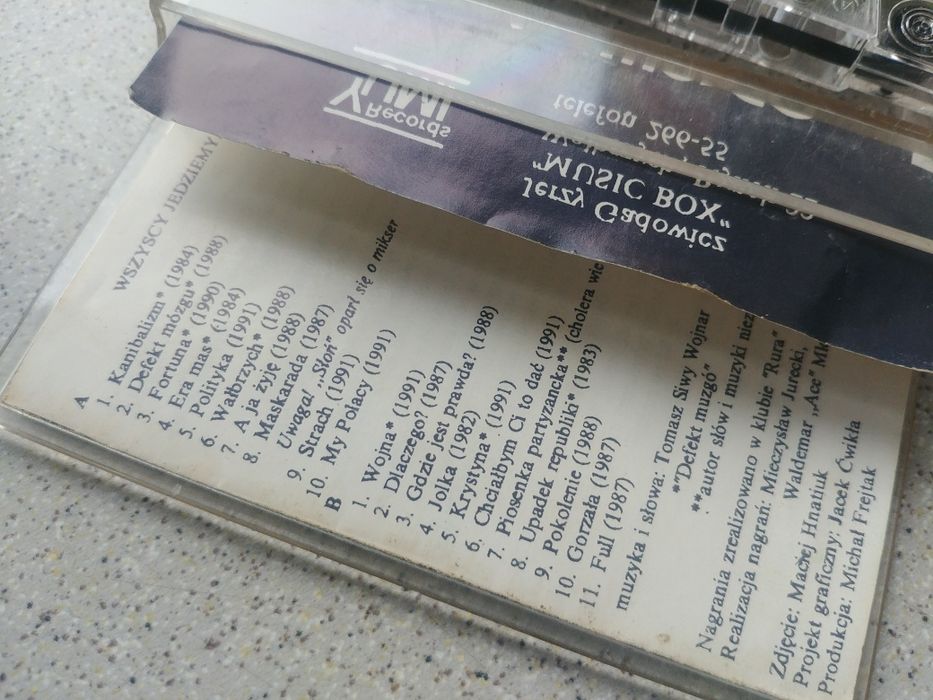 Records
Jerzy Gadowicz
"MUSIC BOX"
telefon 266-55
WSZYSCY JEDZIEMY
A
1. Kanibalizm* (1984)
2. Defekt mózgu* (1988)
3. Fortuna* (1990)
4. Era mas* (1984)
5. Polityka (1991)
6. Wałbrzych* (1988)
7. A ja żyję (1988)
8. Maskarada (1987)
Uwaga! „Słoń" oparł się o mikser
9. Strach (1991)
10. My Polacy (1991)
B
1. Wojna* (1991)
2. Dlaczego? (1987)
3. Gdzie jest prawda? (1988)
4. Jolka (1982)
5. Krystyna* (1991)
6. Chciałbym Ci to dać (1991)
7. Piosenka partyzancka** (cholera wie
8. Upadek republiki* (1983)
9. Pokolenie (1988)
10. Gorzała (1987)
11. Full (1987)
muzyka i słowa: Tomasz Siwy Wojnar
*"Defekt muzgó"
**autor słów i muzyki
Nagrania zrealizowano w klubie "Rura"
Realizacja nagrań: Mieczysław Jurecki,
Waldemar „Ace"
Zdjęcie: Maciej Hnatiuk
Projekt graficzny: Jacek Ćwikła
Produkcja: Michał Frejtak